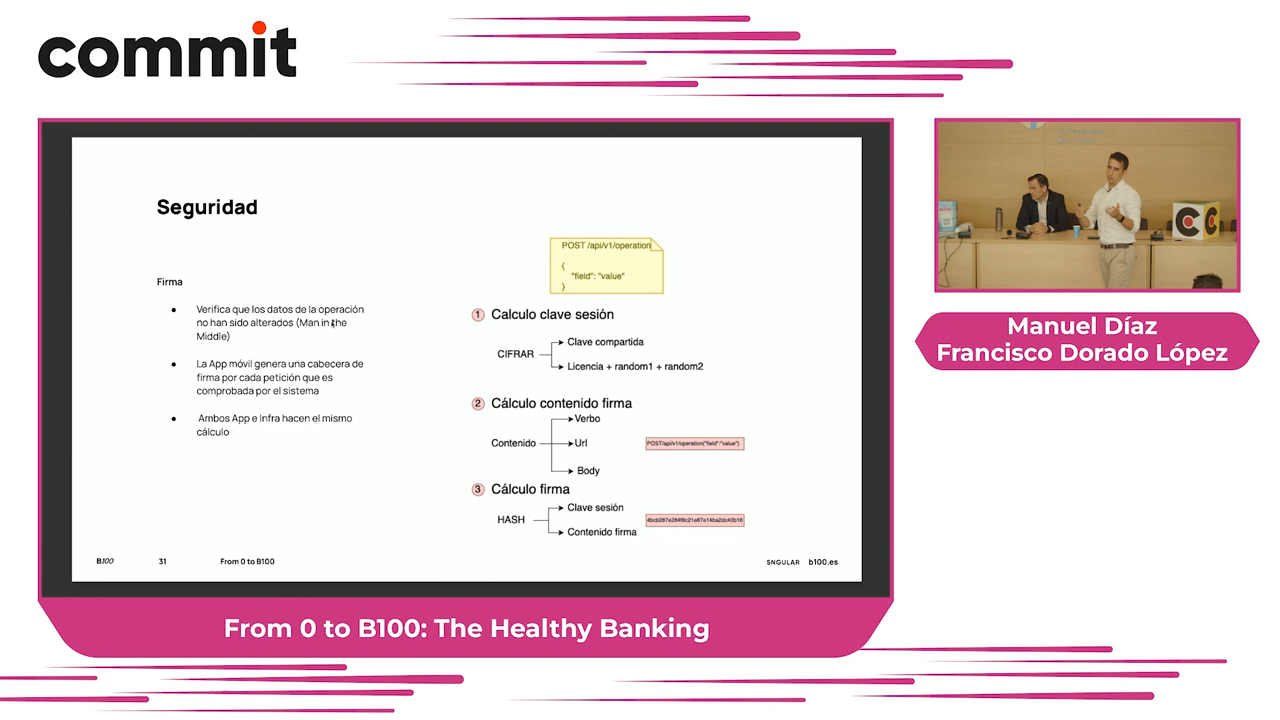 commit
Seguridad
Firma
Verifica que los datos de la operación
no han sido alterados (Man in the
Middle)
La App móvil genera una cabecera de
firma por cada petición que es
comprobada por el sistema
Ambos App e Infra hacen el mismo
cálculo
POST /api/v1/operation
{
"field": "value"
}
1 Calculo clave sesión
CIFRAR
Clave compartida
Licencia + random1 + random2
2 Cálculo contenido firma
Contenido
Verbo
Url
Body
POST/api/v1/operation{"field":"value"}
3 Cálculo firma
HASH
Clave sesión
Contenido firma
B100
31
From 0 to B100
SNGULAR
b100.es
Manuel Díaz
Francisco Dorado López
From 0 to B100: The Healthy Banking